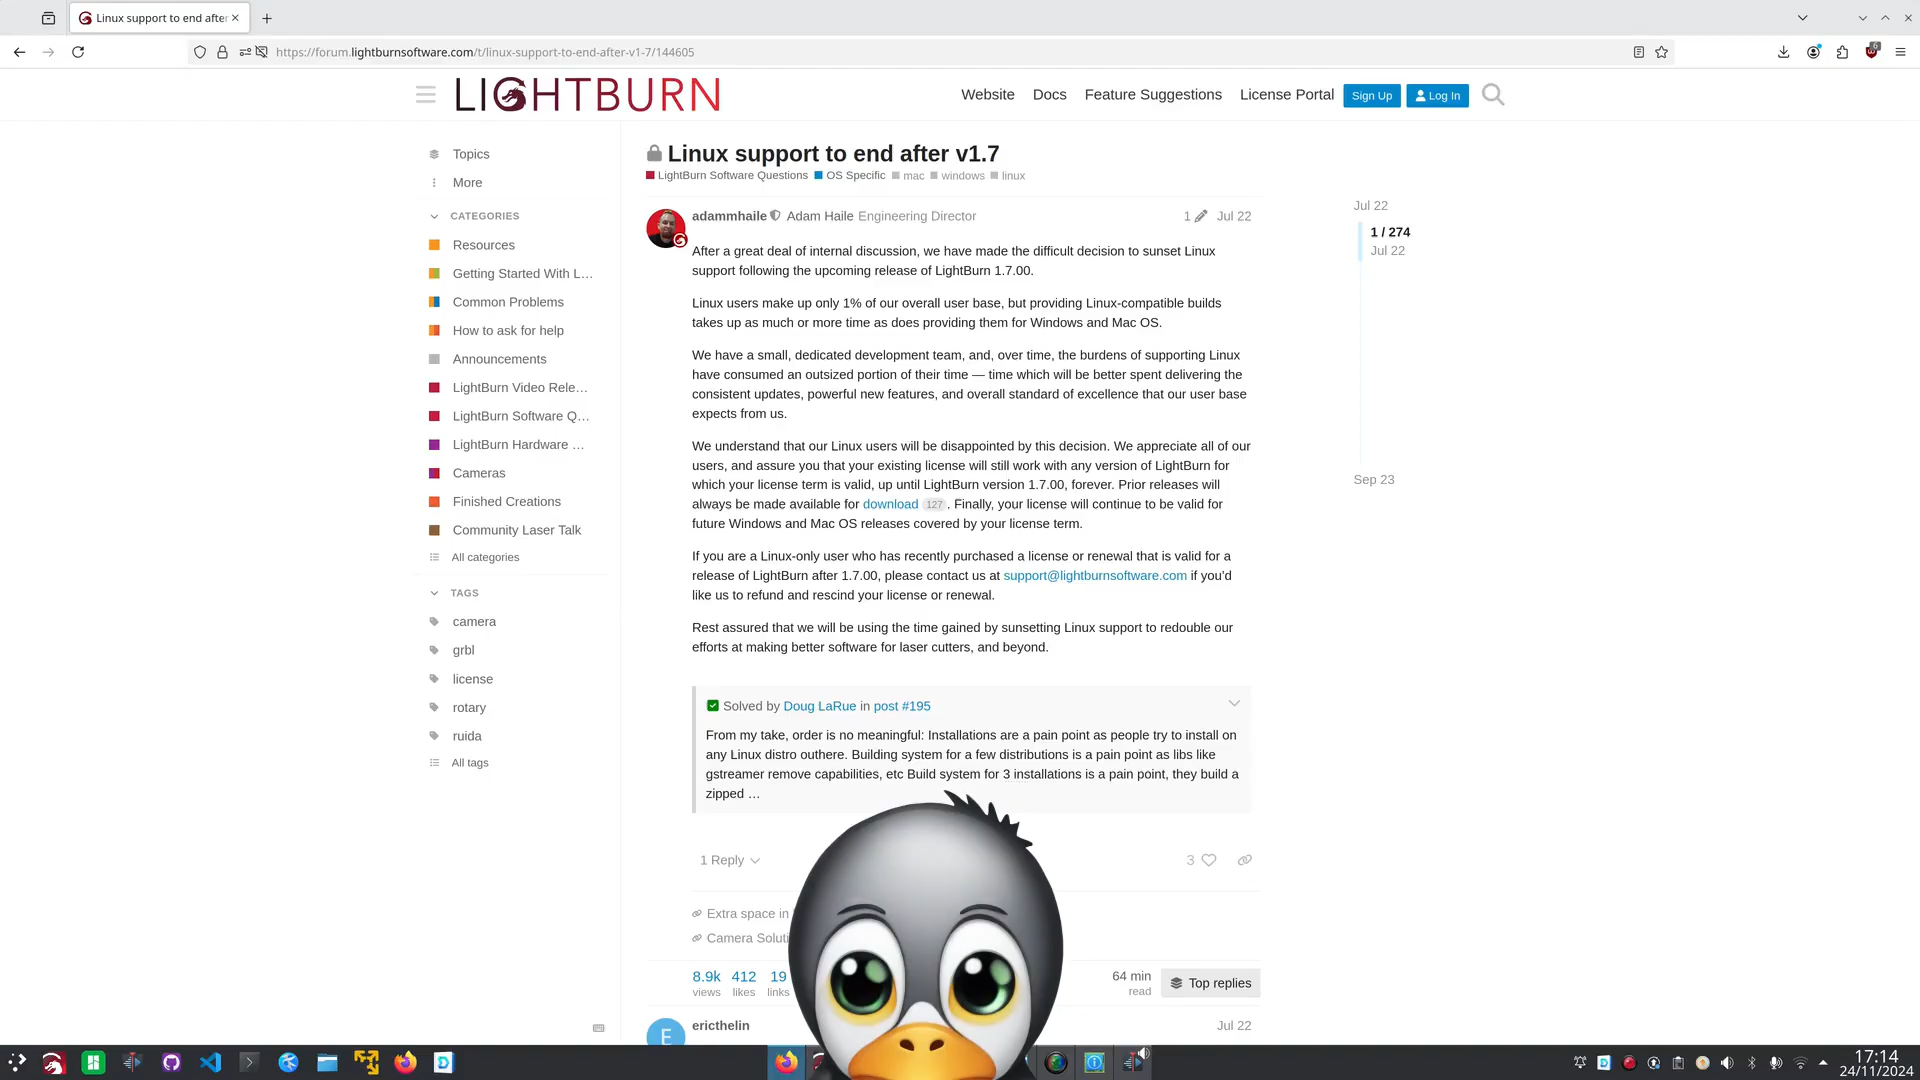 Linux support to end after
https://forum.lightburnsoftware.com/t/linux-support-to-end-after-v1-7/144605
6
LIGHTBURN
Website
Docs
Feature Suggestions
License Portal
Sign Up
Log In
Topics
More
CATEGORIES
Resources
Getting Started With L...
Common Problems
How to ask for help
Announcements
LightBurn Video Rele...
LightBurn Software Q...
LightBurn Hardware ...
Cameras
Finished Creations
Community Laser Talk
All categories
TAGS
camera
grbl
license
rotary
ruida
All tags
Linux support to end after v1.7
LightBurn Software Questions OS Specific mac windows linux
adammhaile Adam Haile Engineering Director
1 Jul 22
After a great deal of internal discussion, we have made the difficult decision to sunset Linux
support following the upcoming release of LightBurn 1.7.00.
Linux users make up only 1% of our overall user base, but providing Linux-compatible builds
takes up as much or more time as does providing them for Windows and Mac OS.
We have a small, dedicated development team, and, over time, the burdens of supporting Linux
have consumed an outsized portion of their time — time which will be better spent delivering the
consistent updates, powerful new features, and overall standard of excellence that our user base
expects from us.
We understand that our Linux users will be disappointed by this decision. We appreciate all of our
users, and assure you that your existing license will still work with any version of LightBurn for
which your license term is valid, up until LightBurn version 1.7.00, forever. Prior releases will
always be made available for download 127 . Finally, your license will continue to be valid for
future Windows and Mac OS releases covered by your license term.
If you are a Linux-only user who has recently purchased a license or renewal that is valid for a
release of LightBurn after 1.7.00, please contact us at support@lightburnsoftware.com if you'd
like us to refund and rescind your license or renewal.
Rest assured that we will be using the time gained by sunsetting Linux support to redouble our
efforts at making better software for laser cutters, and beyond.
Solved by Doug LaRue in post #195
From my take, order is no meaningful: Installations are a pain point as people try to install on
any Linux distro outhere. Building system for a few distributions is a pain point as libs like
gstreamer remove capabilities, etc Build system for 3 installations is a pain point, they build a
zipped ...
1 Reply
3
Extra space in
Camera Soluti
8.9k views
412 likes
19 links
64 min read
Top replies
E
ericthelin
Jul 22
Jul 22
1 / 274
Jul 22
Sep 23
17:14
24/11/2024